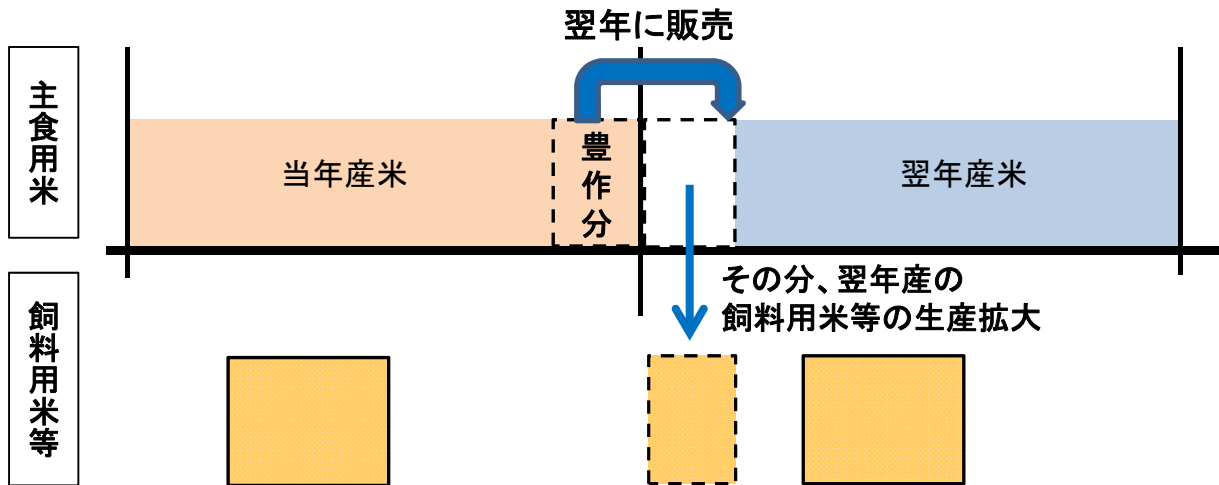 翌年に販売
主食用米
当年産米
豊作分
翌年産米
その分、翌年産の
飼料用米等の生産拡大
飼料用米等